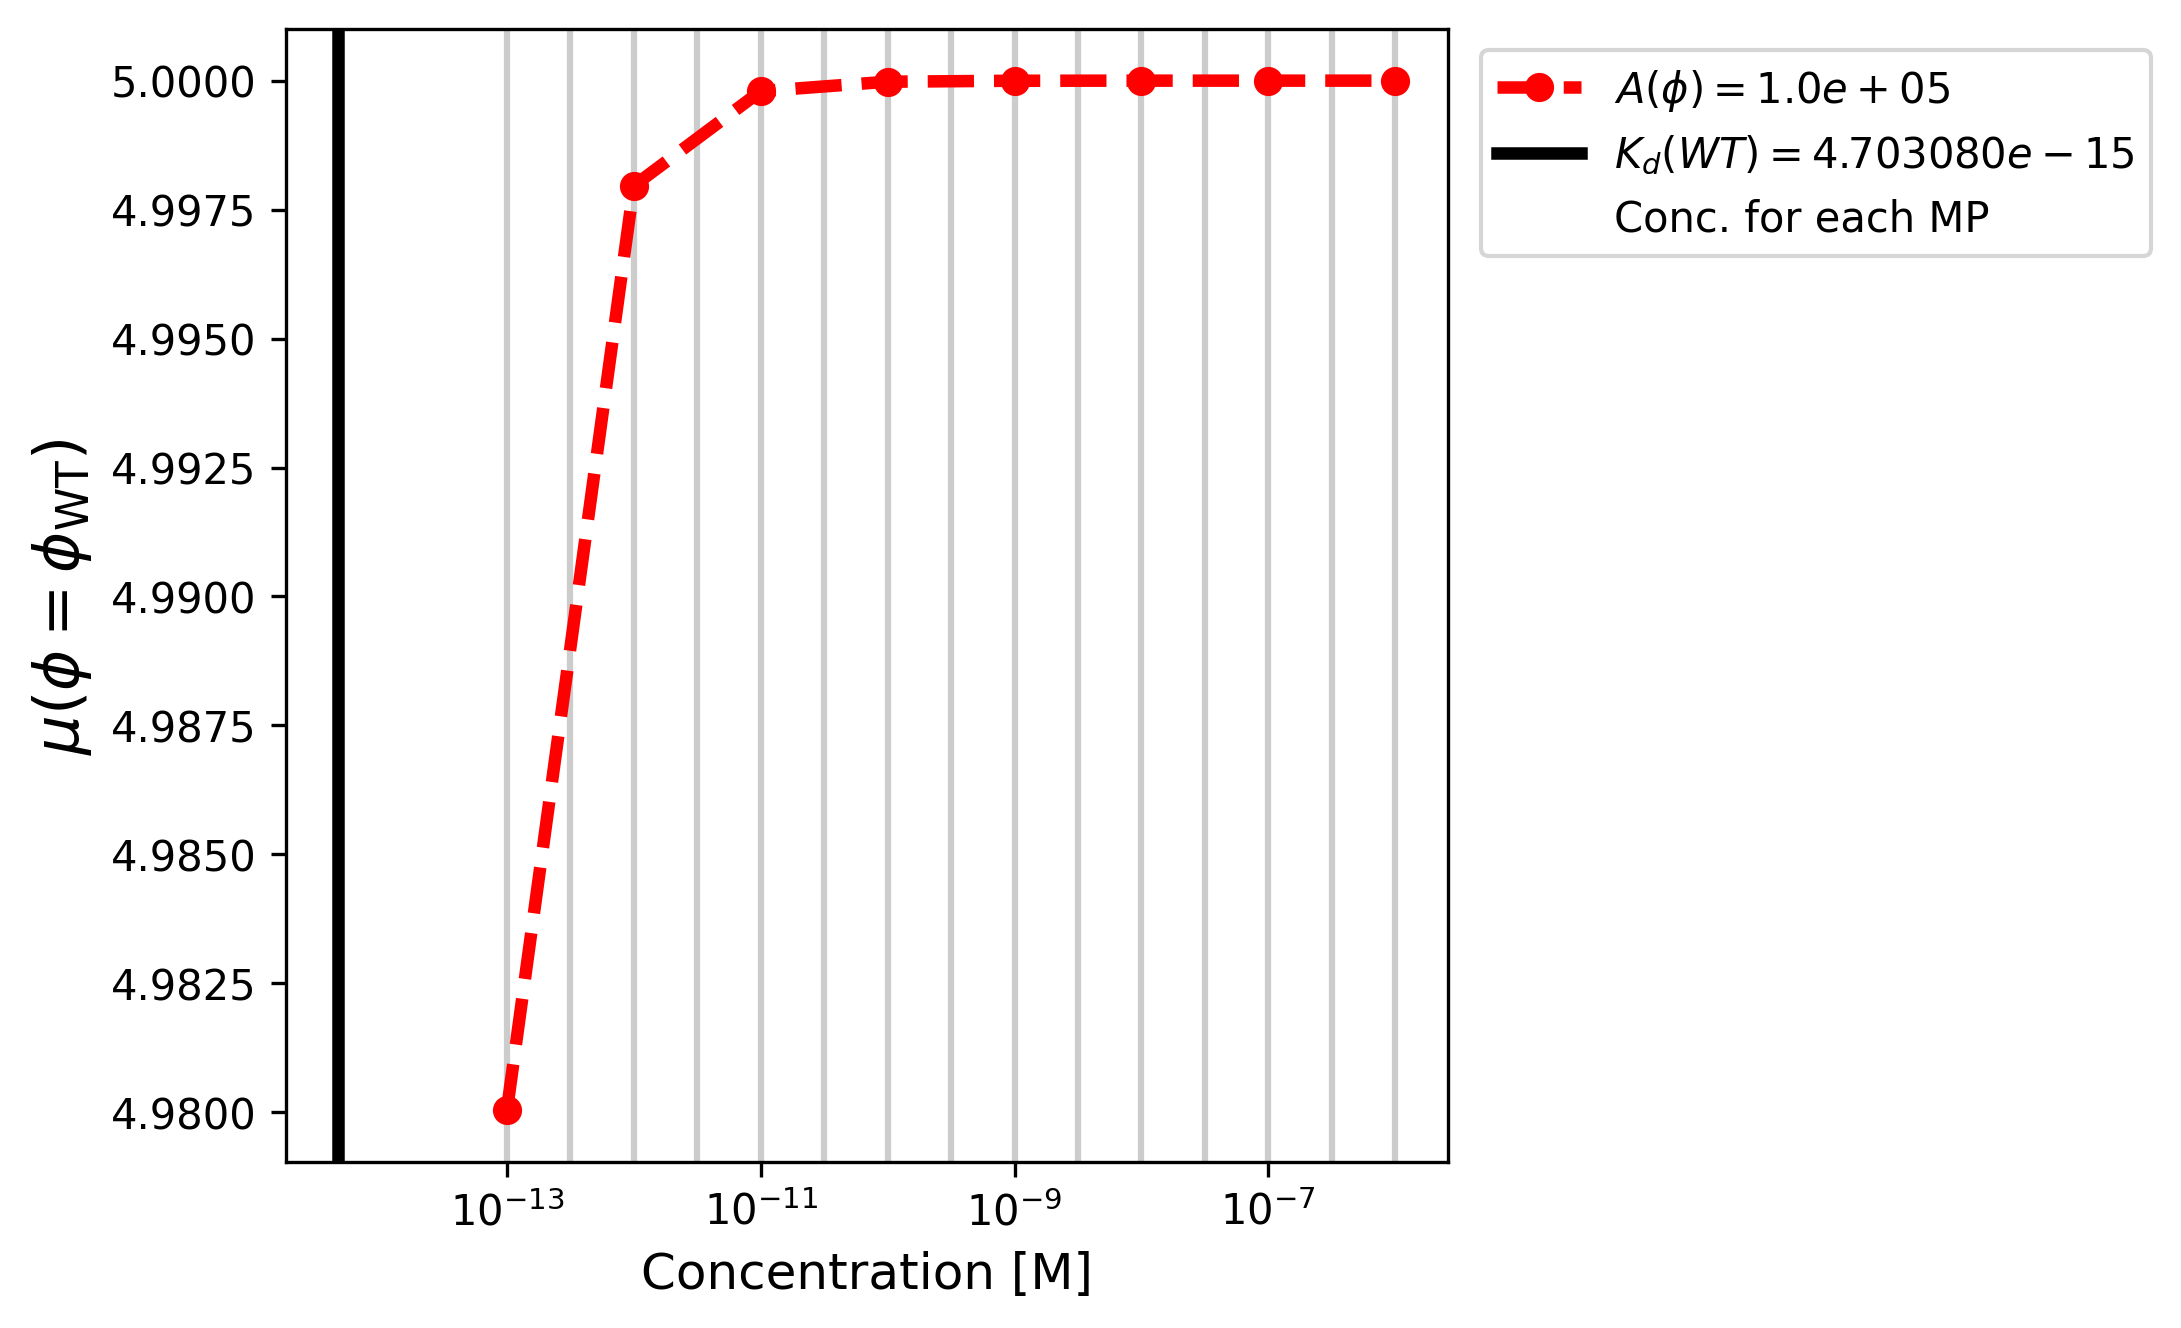 5.0000
4.9975
4.9950
4.9925
4.9900
4.9875
4.9850
4.9825
4.9800
μ(ϕ = ϕ_WT)
10^{−13}
10^{−11}
10^{−9}
10^{−7}
Concentration [M]
A(ϕ) = 1.0e + 05
K_d(WT) = 4.703080e − 15
Conc. for each MP